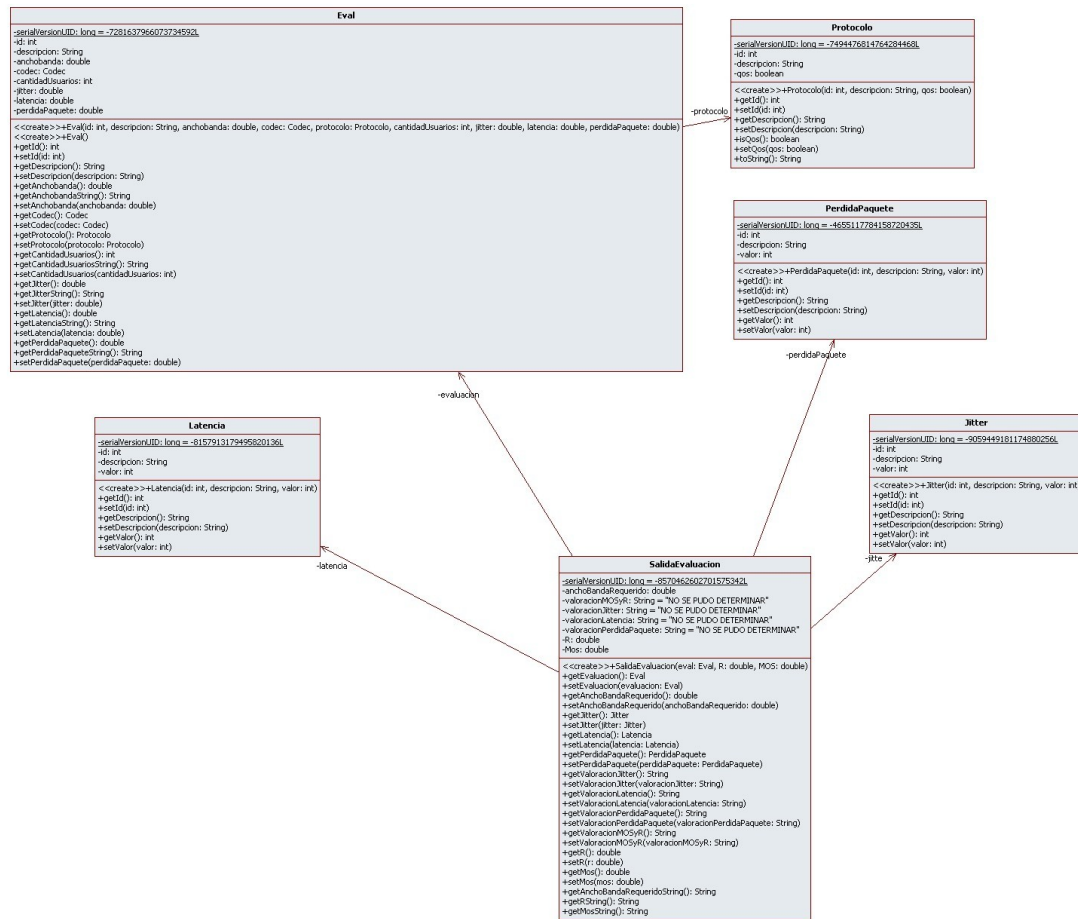 Eval
-serialVersionUID: long = -7281637966073734592L
-id: int
-descripcion: String
-anchobanda: double
-codec: Codec
-cantidadUsuarios: int
-jitter: double
-latencia: double
-perdidaPaquete: double
<<create>>+Eval(id: int, descripcion: String, anchobanda: double, codec: Codec, protocolo: Protocolo, cantidadUsuarios: int, jitter: double, latencia: double, perdidaPaquete: double)
<<create>>+Eval()
+getId(): int
+setId(id: int)
+getDescripcion(): String
+setDescripcion(descripcion: String)
+getAnchobanda(): double
+getAnchobandaString(): String
+setAnchobanda(anchobanda: double)
+getCodec(): Codec
+setCodec(codec: Codec)
+getProtocolo(): Protocolo
+setProtocolo(protocolo: Protocolo)
+getCantidadUsuarios(): int
+getCantidadUsuariosString(): String
+setCantidadUsuarios(cantidadUsuarios: int)
+getJitter(): double
+getJitterString(): String
+setJitter(jitter: double)
+getLatencia(): double
+getLatenciaString(): String
+setLatencia(latencia: double)
+getPerdidaPaquete(): double
+getPerdidaPaqueteString(): String
+setPerdidaPaquete(perdidaPaquete: double)
-protocolo
Protocolo
-serialVersionUID: long = -7494476814764284468L
-id: int
-descripcion: String
-qos: boolean
<<create>>+Protocolo(id: int, descripcion: String, qos: boolean)
+getId(): int
+setId(id: int)
+getDescripcion(): String
+setDescripcion(descripcion: String)
+isQos(): boolean
+setQos(qos: boolean)
+toString(): String
PerdidaPaquete
-serialVersionUID: long = -4655117784158720435L
-id: int
-descripcion: String
-valor: int
<<create>>+PerdidaPaquete(id: int, descripcion: String, valor: int)
+getId(): int
+setId(id: int)
+getDescripcion(): String
+setDescripcion(descripcion: String)
+getValor(): int
+setValor(valor: int)
-perdidaPaquete
-evaluacion
Latencia
-serialVersionUID: long = -8157913179495820136L
-id: int
-descripcion: String
-valor: int
<<create>>+Latencia(id: int, descripcion: String, valor: int)
+getId(): int
+setId(id: int)
+getDescripcion(): String
+setDescripcion(descripcion: String)
+getValor(): int
+setValor(valor: int)
-latencia
Jitter
-serialVersionUID: long = -9059449181174880256L
-id: int
-descripcion: String
-valor: int
<<create>>+Jitter(id: int, descripcion: String, valor: int)
+getId(): int
+setId(id: int)
+getDescripcion(): String
+setDescripcion(descripcion: String)
+getValor(): int
+setValor(valor: int)
-jitte
SalidaEvaluacion
-serialVersionUID: long = -8570462602701575342L
-anchoBandaRequerido: double
-valoracionMOSyR: String = "NO SE PUDO DETERMINAR"
-valoracionJitter: String = "NO SE PUDO DETERMINAR"
-valoracionLatencia: String = "NO SE PUDO DETERMINAR"
-valoracionPerdidaPaquete: String = "NO SE PUDO DETERMINAR"
-R: double
-Mos: double
<<create>>+SalidaEvaluacion(eval: Eval, R: double, MOS: double)
+getEvaluacion(): Eval
+setEvaluacion(evaluacion: Eval)
+getAnchoBandaRequerido(): double
+setAnchoBandaRequerido(anchoBandaRequerido: double)
+getJitter(): Jitter
+setJitter(jitter: Jitter)
+getLatencia(): Latencia
+setLatencia(latencia: Latencia)
+getPerdidaPaquete(): PerdidaPaquete
+setPerdidaPaquete(perdidaPaquete: PerdidaPaquete)
+getValoracionJitter(): String
+setValoracionJitter(valoracionJitter: String)
+getValoracionLatencia(): String
+setValoracionLatencia(valoracionLatencia: String)
+getValoracionPerdidaPaquete(): String
+setValoracionPerdidaPaquete(valoracionPerdidaPaquete: String)
+getValoracionMOSyR(): String
+setValoracionMOSyR(valoracionMOSyR: String)
+getR(): double
+setR(r: double)
+getMos(): double
+setMos(mos: double)
+getAnchoBandaRequeridoString(): String
+getRString(): String
+getMosString(): String